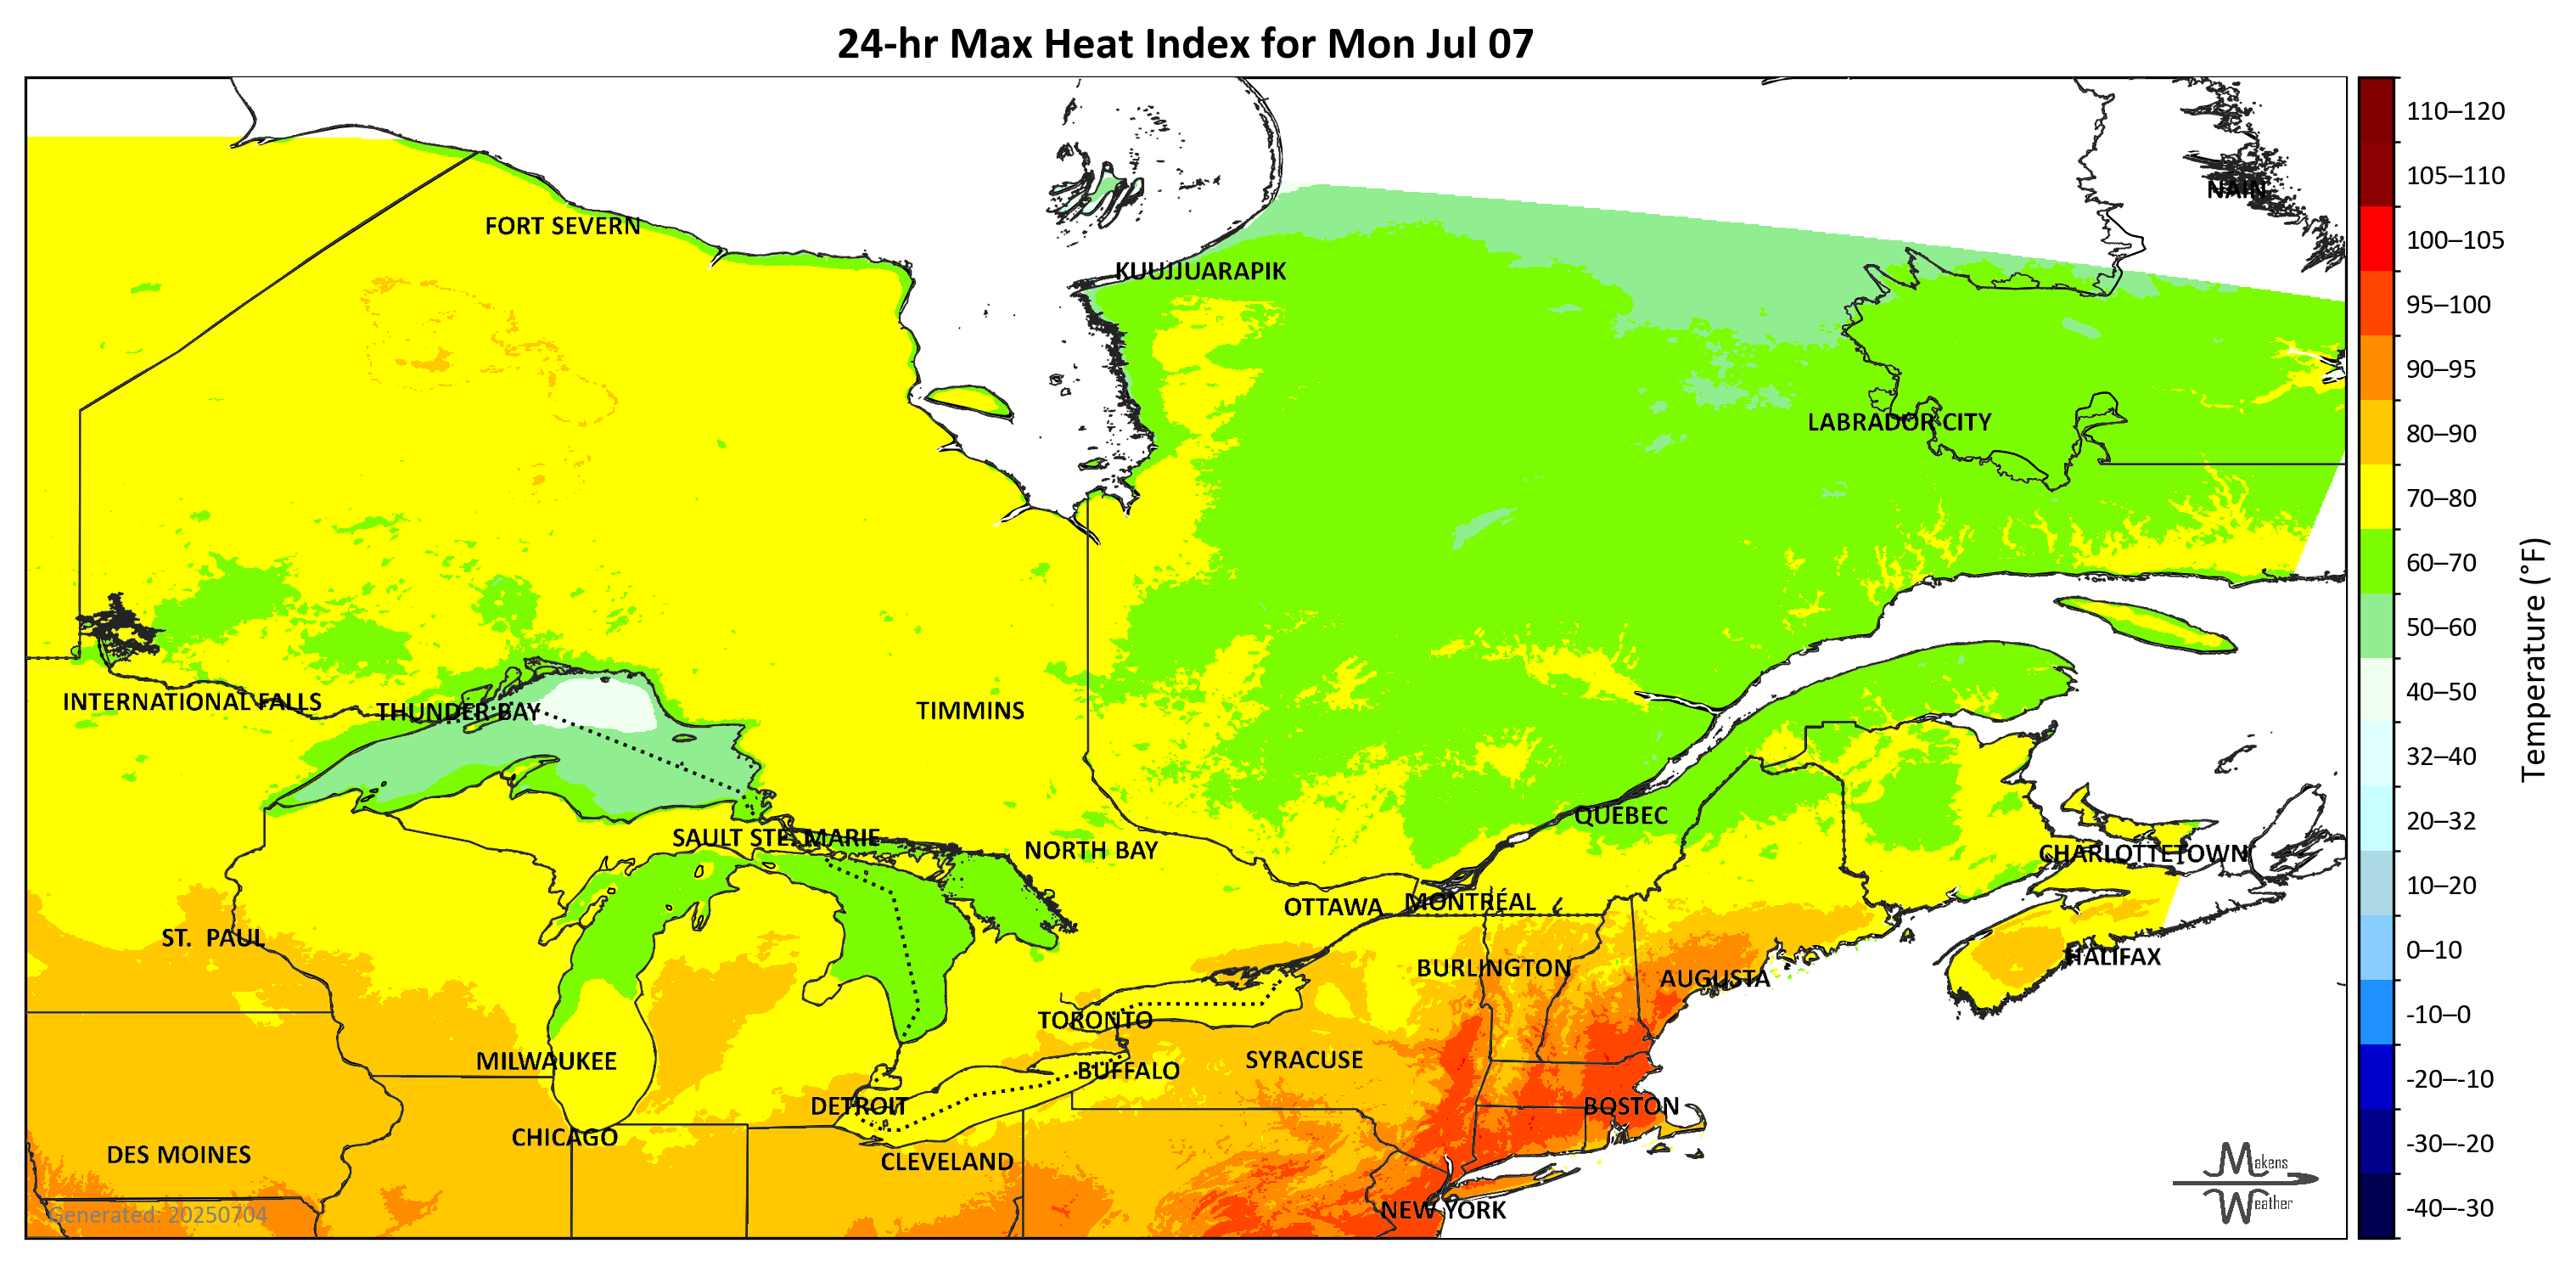 24-hr Max Heat Index for Mon Jul 07
110–120
105–110
NAIN
FORT SEVERN
100–105
KUUJJUARAPIK
95–100
90–95
LABRADOR CITY
80–90
70–80
60–70
Temperature (°F)
50–60
INTERNATIONAL FALLS
THUNDER BAY
TIMMINS
40–50
32–40
QUÉBEC
20–32
SAULT STE. MARIE
NORTH BAY
CHARLOTTETOWN
10–20
OTTAWA
MONTRÉAL
ST. PAUL
HALIFAX
0–10
BURLINGTON
AUGUSTA
TORONTO
-10–0
MILWAUKEE
SYRACUSE
BUFFALO
-20–-10
DETROIT
BOSTON
CHICAGO
-30–-20
DES MOINES
CLEVELAND
Makens
Weather
NEW YORK
-40–-30
Generated: 20250704